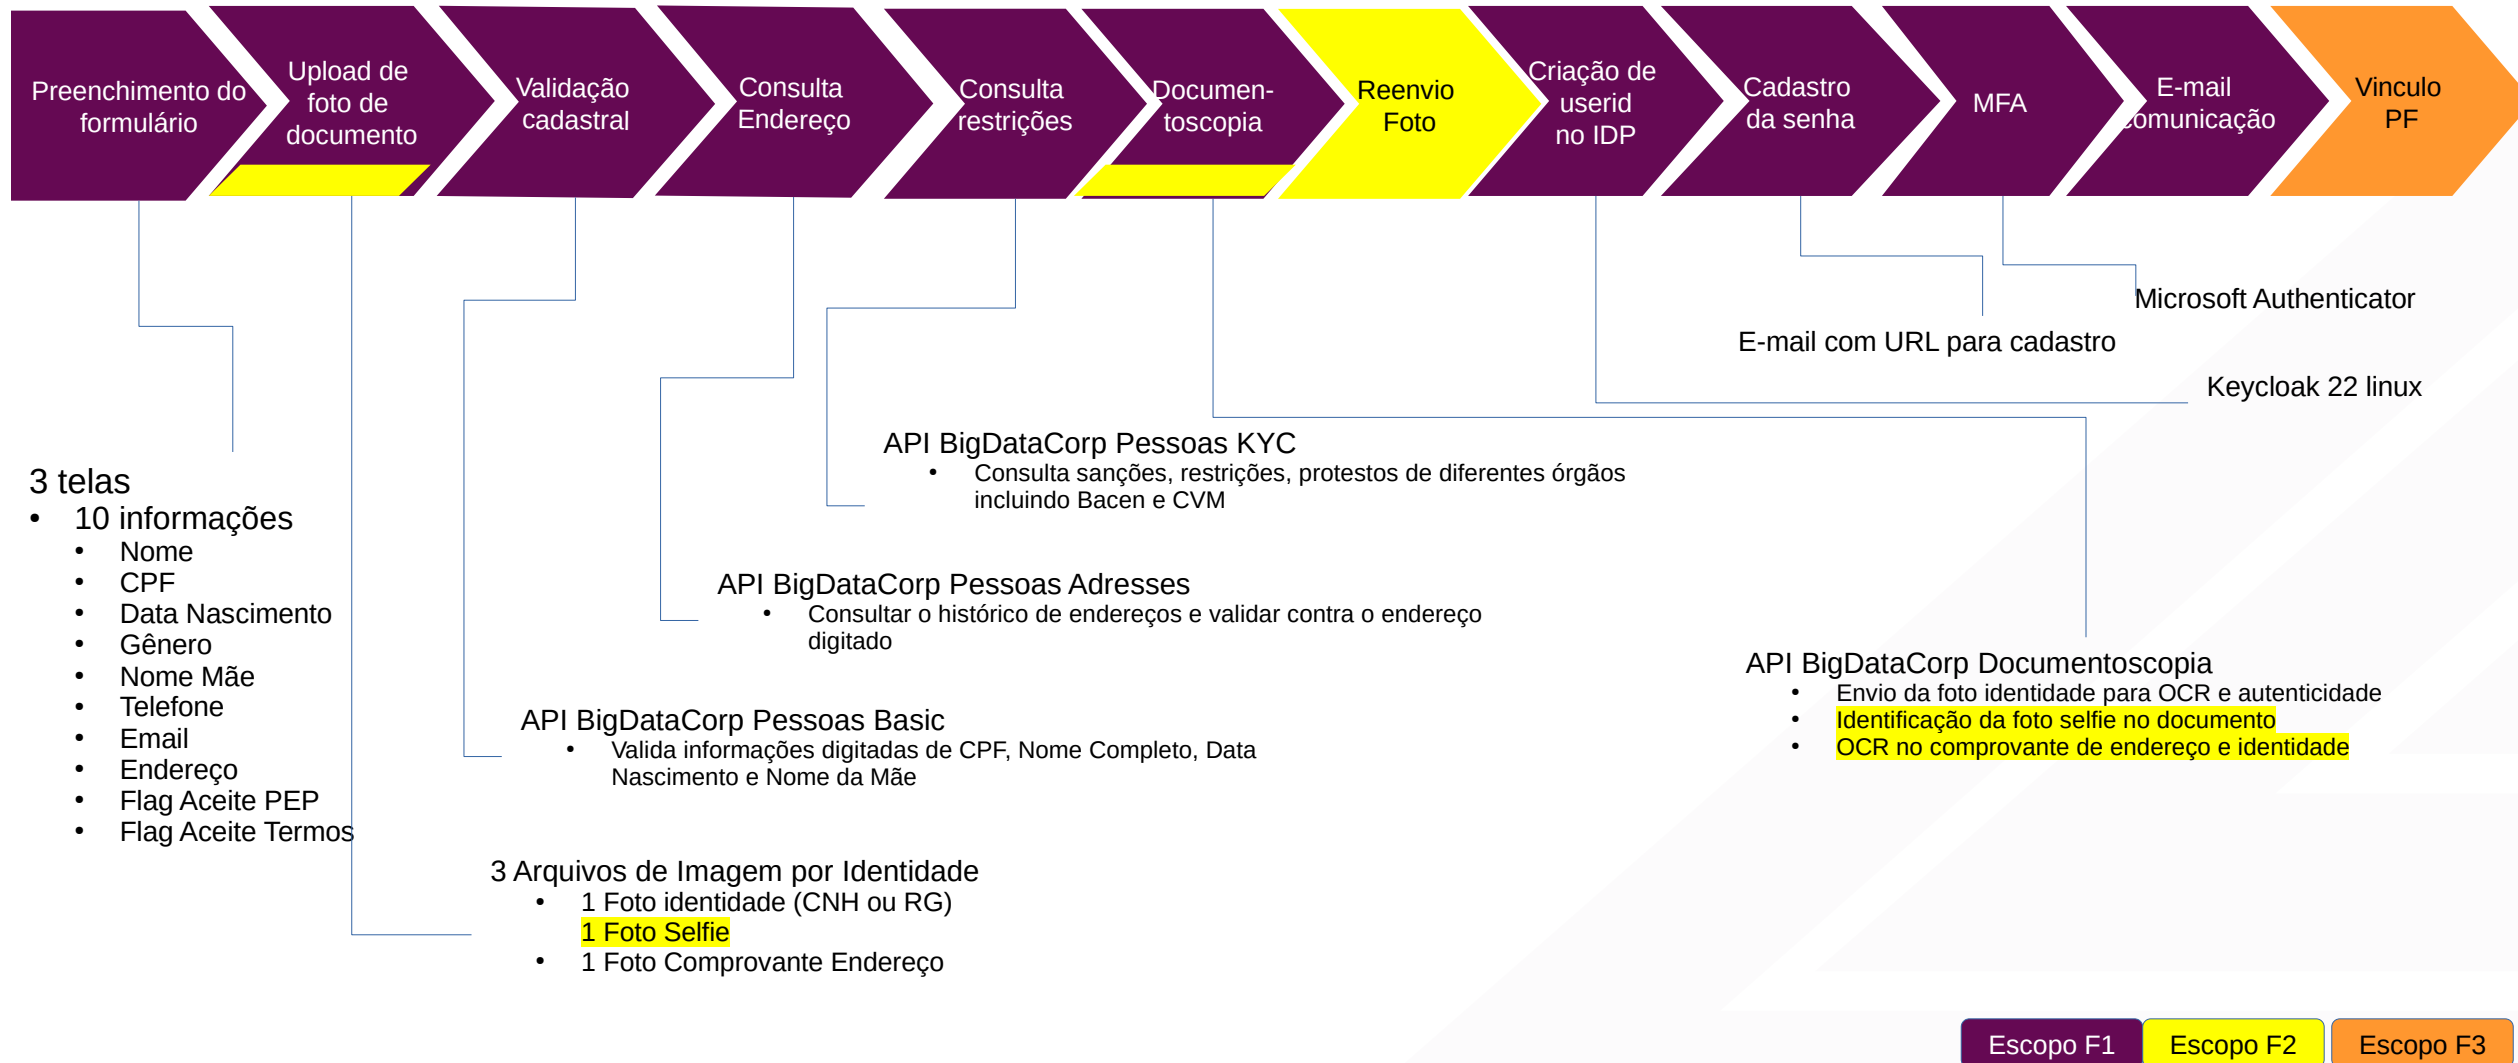 Preenchimento do
formulário
Upload de
foto de
documento
Validação
cadastral
Consulta
Endereço
Consulta
restrições
Documen-
toscopia
Reenvio
Foto
Criação de
userid
no IDP
Cadastro
da senha
MFA
E-mail
comunicação
Vinculo
PF
Microsoft Authenticator
E-mail com URL para cadastro
Keycloak 22 linux
API BigDataCorp Pessoas KYC
• Consulta sanções, restrições, protestos de diferentes órgãos
incluindo Bacen e CVM
3 telas
• 10 informações
• Nome
• CPF
• Data Nascimento
• Gênero
• Nome Mãe
• Telefone
• Email
• Endereço
• Flag Aceite PEP
• Flag Aceite Termos
API BigDataCorp Pessoas Adresses
• Consultar o histórico de endereços e validar contra o endereço
digitado
API BigDataCorp Documentoscopia
• Envio da foto identidade para OCR e autenticidade
• Identificação da foto selfie no documento
• OCR no comprovante de endereço e identidade
API BigDataCorp Pessoas Basic
• Valida informações digitadas de CPF, Nome Completo, Data
Nascimento e Nome da Mãe
3 Arquivos de Imagem por Identidade
• 1 Foto identidade (CNH ou RG)
1 Foto Selfie
• 1 Foto Comprovante Endereço
Escopo F1
Escopo F2
Escopo F3